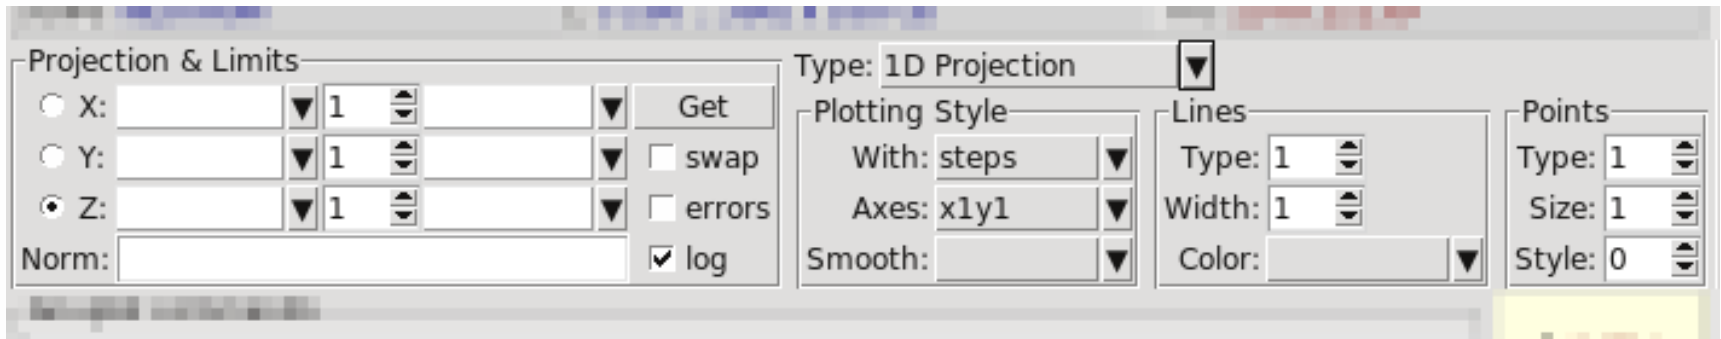 Projection & Limits
Type: 1D Projection
X: 1 Get
Y: 1 swap
Z: 1 errors
Norm: log
Plotting Style
With: steps
Axes: x1y1
Smooth:
Lines
Type: 1
Width: 1
Color:
Points
Type: 1
Size: 1
Style: 0